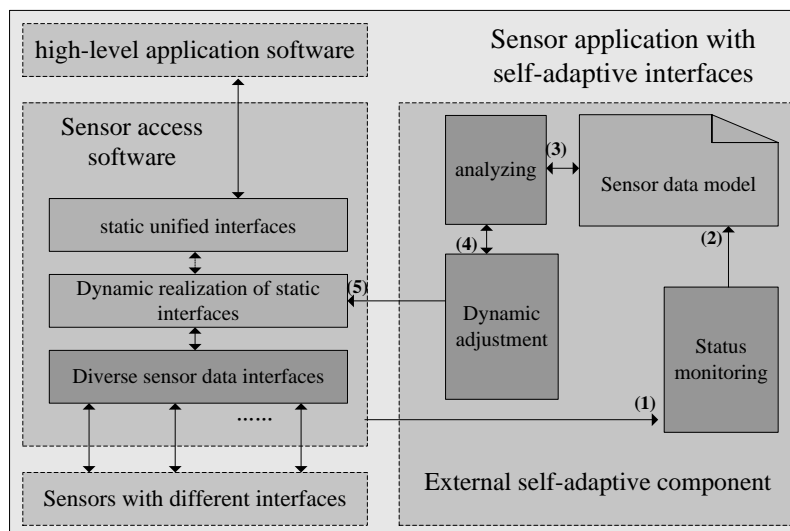 high-level application software
Sensor application with
self-adaptive interfaces
Sensor access
software
static unified interfaces
Dynamic realization of static
interfaces
Diverse sensor data interfaces
......
Sensors with different interfaces
analyzing
(3)
Sensor data model
(4)
(2)
(5)
Dynamic
adjustment
Status
monitoring
(1)
External self-adaptive component